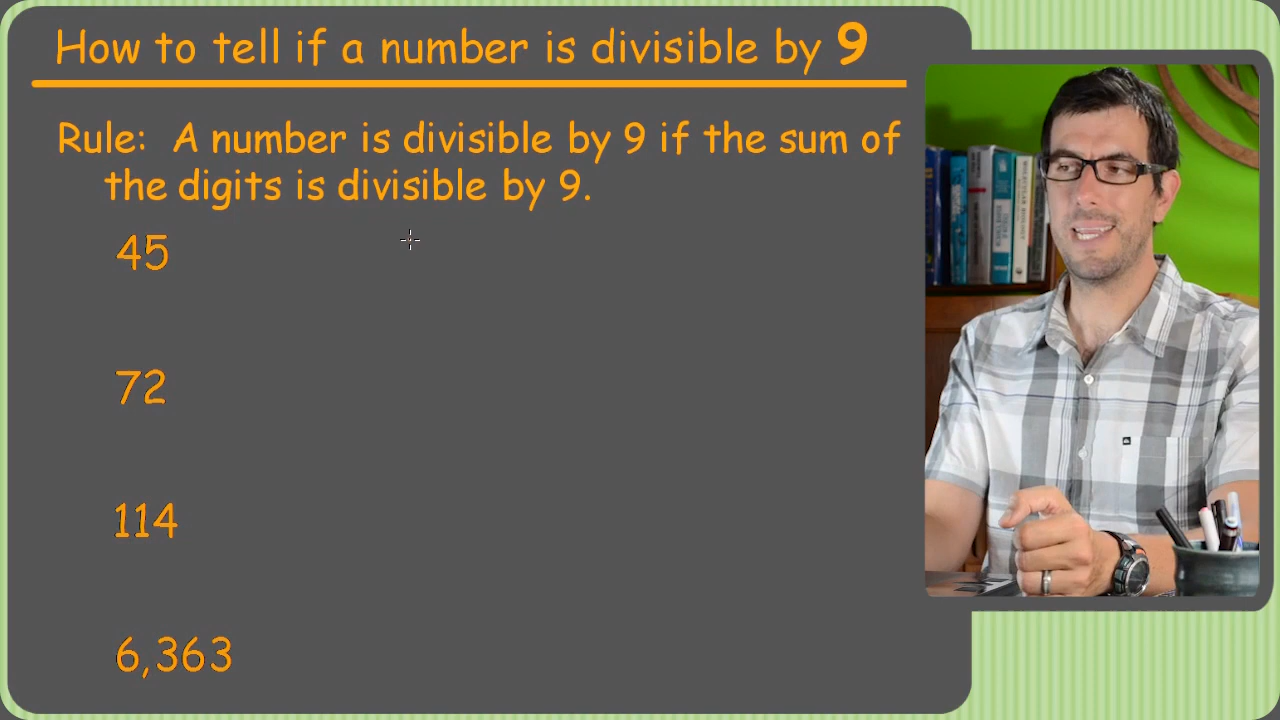 How to tell if a number is divisible by 9
Rule: A number is divisible by 9 if the sum of
the digits is divisible by 9.
45
72
114
6,363